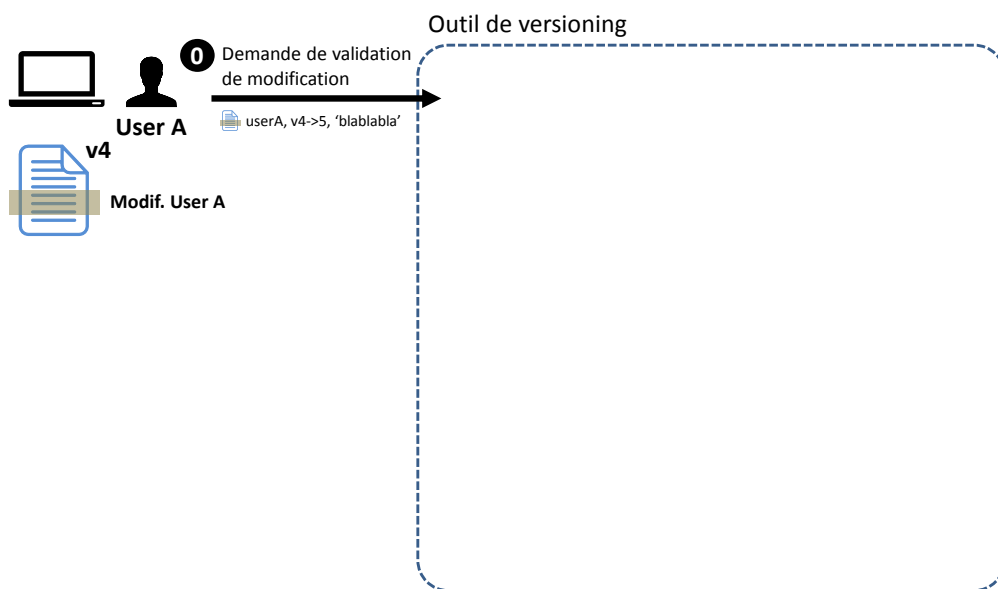 Outil de versioning
0
Demande de validation
de modification
User A
userA, v4->5, ‘blablabla’
v4
Modif. User A